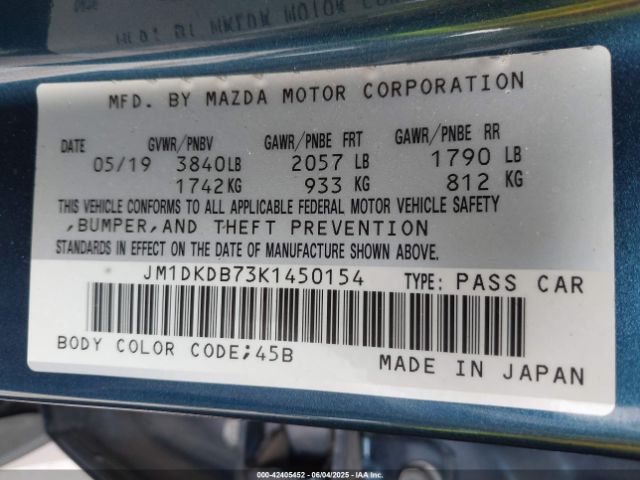 MFD. BY MAZDA MOTOR CORPORATION
DATE GVWR/PNBV GAWR/PNBE FRT GAWR/PNBE RR
05/19 3840LB 2057 LB 1790 LB
1742KG 933 KG 812 KG
THIS VEHICLE CONFORMS TO ALL APPLICABLE FEDERAL MOTOR VEHICLE SAFETY
,BUMPER,AND THEFT PREVENTION
STANDARDS IN EFFECT ON THE DATE OF MANUFACTURE SHOWN ABOVE.
JM1DKDB73K1450154 TYPE: PASS CAR
BODY COLOR CODE;45B MADE IN JAPAN
000-42405452 - 06/04/2025 - IAAI.COM